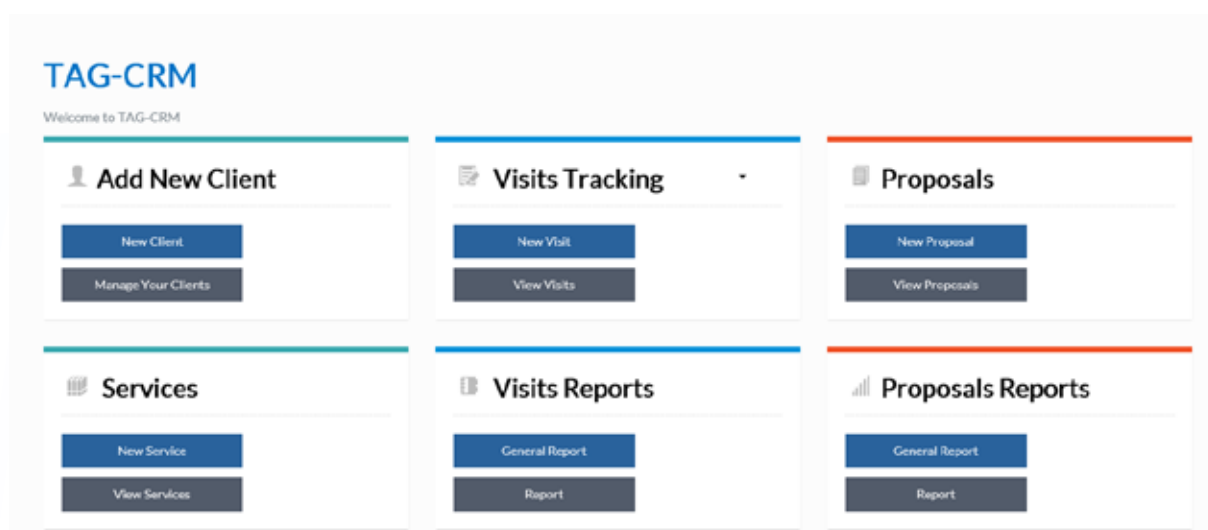 TAG-CRM
Welcome to TAG-CRM
Add New Client
New Client
Manage Your Clients
Visits Tracking
New Visit
View Visits
Proposals
New Proposal
View Proposals
Services
New Service
View Services
Visits Reports
General Report
Report
Proposals Reports
General Report
Report